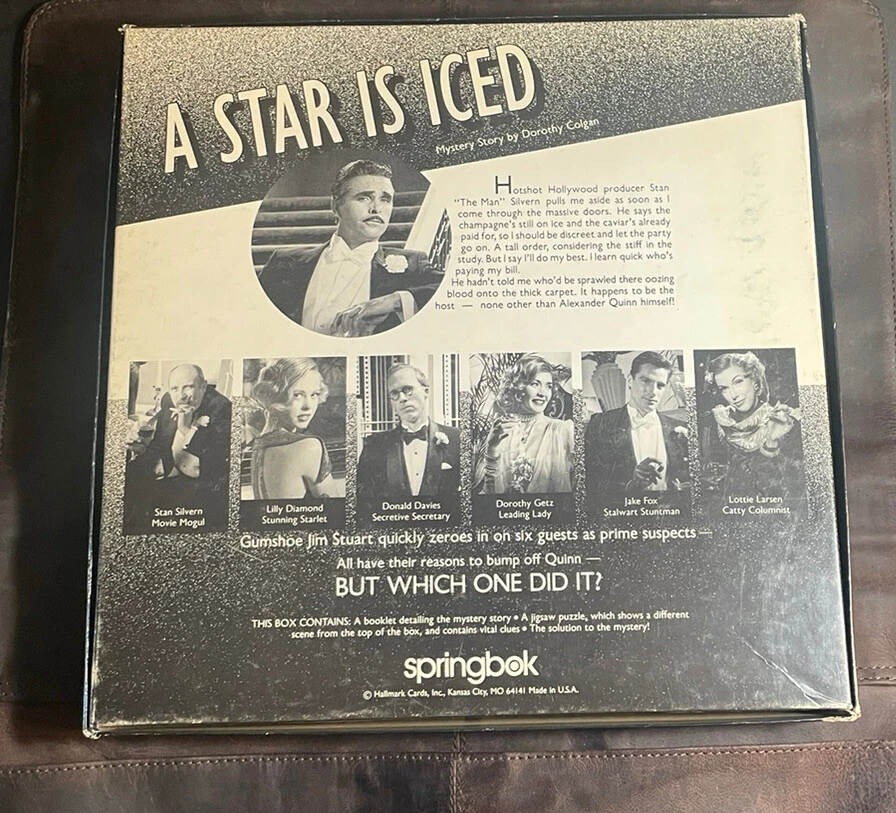 A STAR IS ICED
Mystery Story by Dorothy Colgan
Hotshot Hollywood producer Stan
"The Man" Silvern pulls me aside as soon as I
come through the massive doors. He says the
champagne's still on ice and the caviar's already
paid for, so I should be discreet and let the party
go on. A tall order, considering the stiff in the
study. But I say I'll do my best. I learn quick who's
paying my bill.
He hadn't told me who'd be sprawled there oozing
blood onto the thick carpet. It happens to be the
host — none other than Alexander Quinn himself!
Stan Silvern
Movie Mogul
Lilly Diamond
Stunning Starlet
Donald Davies
Secretive Secretary
Dorothy Getz
Leading Lady
Jake Fox
Stalwart Stuntman
Lottie Larsen
Catty Columnist
Gumshoe Jim Stuart quickly zeroes in on six guests as prime suspects —
All have their reasons to bump off Quinn —
BUT WHICH ONE DID IT?
THIS BOX CONTAINS: A booklet detailing the mystery story • A jigsaw puzzle, which shows a different
scene from the top of the box, and contains vital clues • The solution to the mystery!
springbok
© Hallmark Cards, Inc., Kansas City, MO 64141 Made in U.S.A.